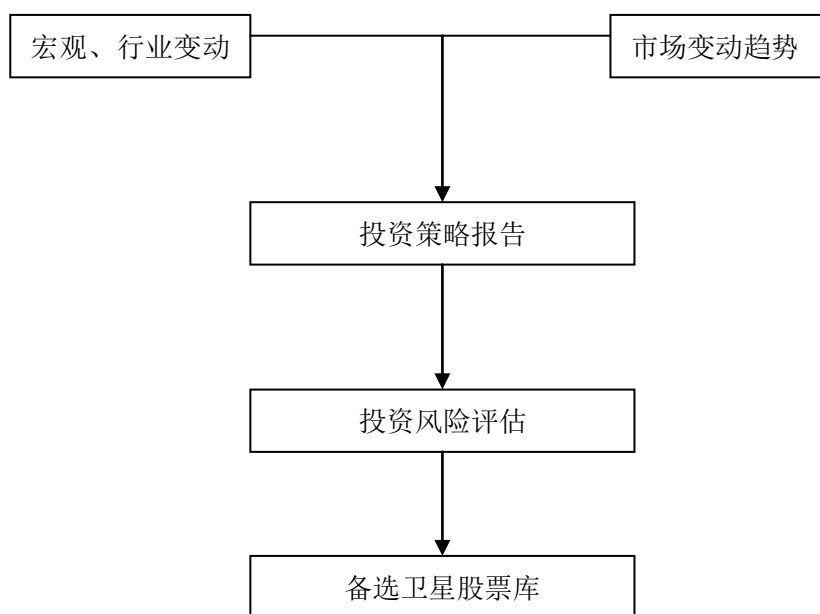 宏观、行业变动
市场变动趋势
投资策略报告
投资风险评估
备选卫星股票库